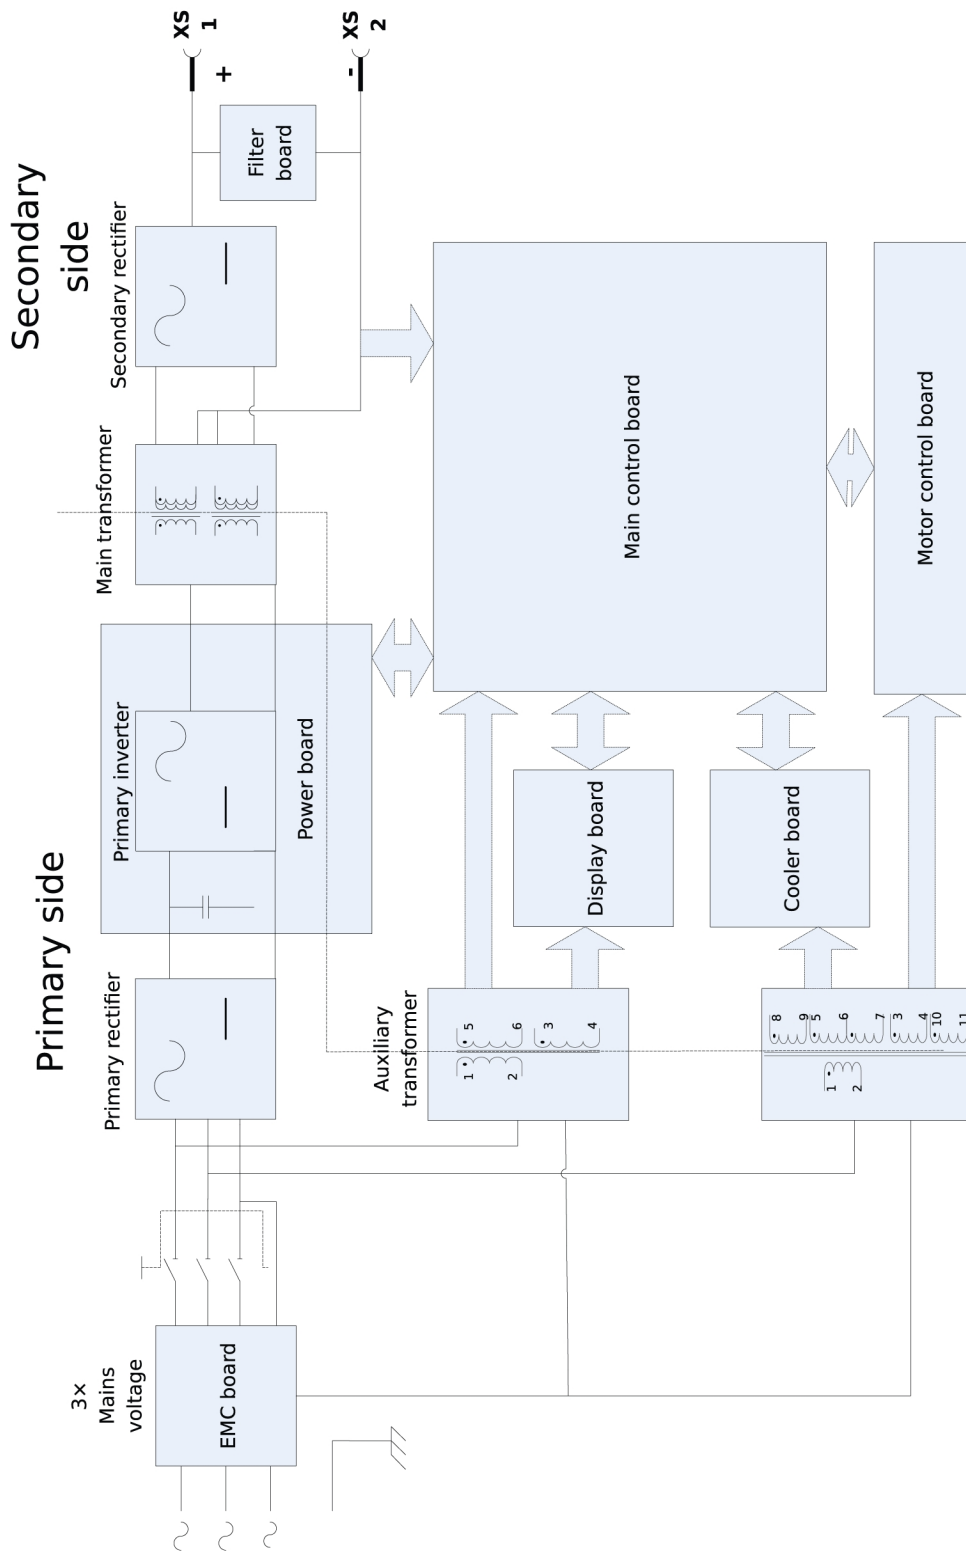 Primary side
Secondary
side
3×
Mains
voltage
EMC board
Primary rectifier
Primary inverter
Power board
Main transformer
Secondary rectifier
Filter
board
+
-
XS
1
XS
2
Auxiliary
transformer
1
2
5
6
3
4
Display board
Cooler board
Main control board
Motor control board
1
2
8
9
5
6
7
3
4
10
11